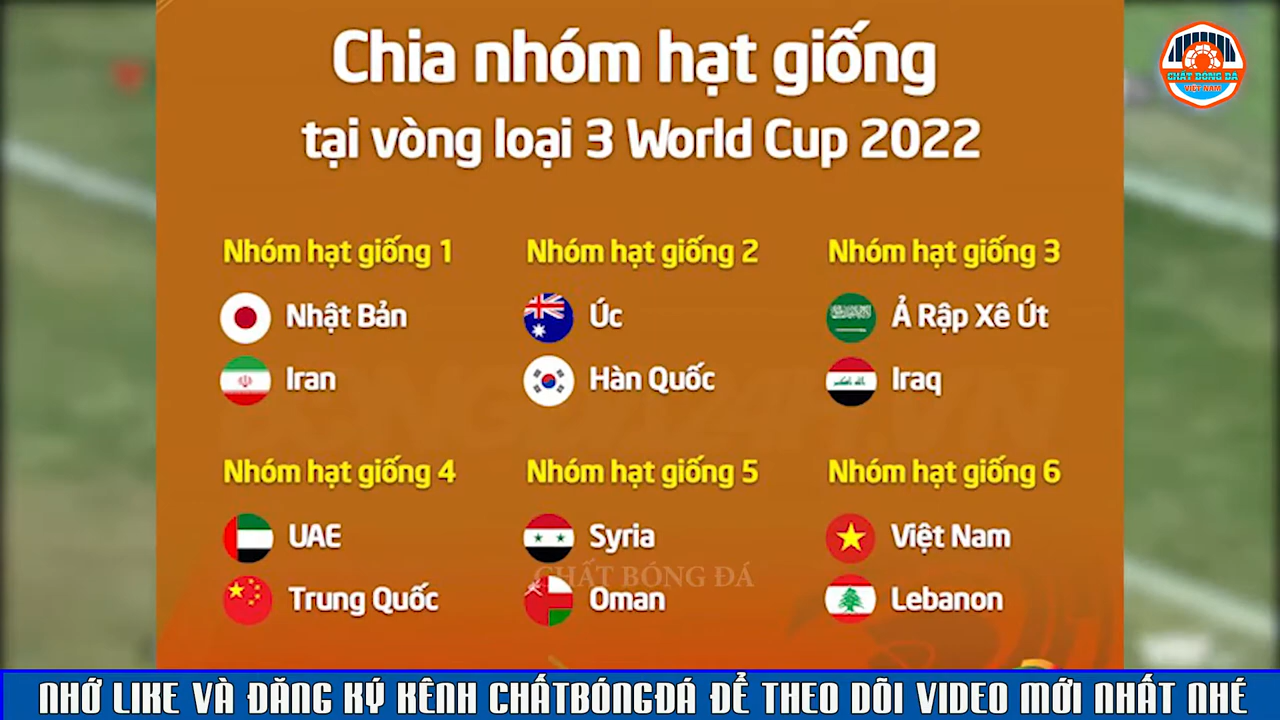 Chia nhóm hạt giống
tại vòng loại 3 World Cup 2022
CHẤT BÓNG ĐÁ
VIỆT NAM
Nhóm hạt giống 1
Nhật Bản
Iran
Nhóm hạt giống 2
Úc
Hàn Quốc
Nhóm hạt giống 3
Ả Rập Xê Út
Iraq
Nhóm hạt giống 4
UAE
Trung Quốc
Nhóm hạt giống 5
Syria
CHẤT BÓNG ĐÁ
Oman
Nhóm hạt giống 6
Việt Nam
Lebanon
NHỚ LIKE VÀ ĐĂNG KÝ KÊNH CHẤTBÓNGĐÁ ĐỂ THEO DÕI VIDEO MỚI NHẤT NHÉ